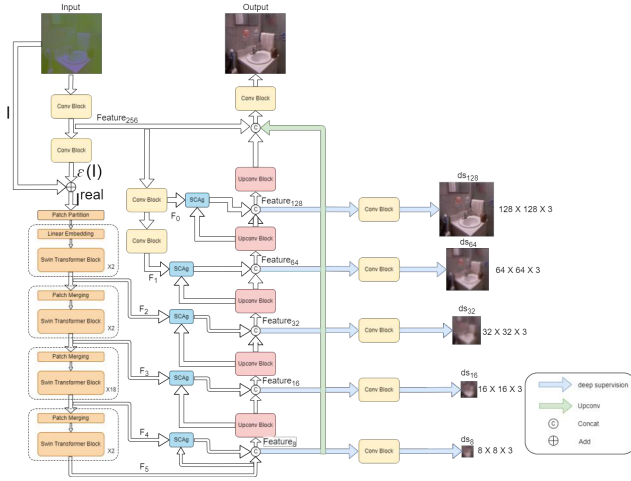 Input
Output
I
Conv Block
Conv Block
Feature256
Conv Block
ε(I)
Ireal
Patch Partition
Linear Embedding
Swin Transformer Block
X2
Patch Merging
Swin Transformer Block
X2
Patch Merging
Swin Transformer Block
X18
Patch Merging
Swin Transformer Block
X2
Conv Block
F0
SCAg
Conv Block
F1
SCAg
F2
SCAg
F3
SCAg
F4
SCAg
F5
C
Upconv Block
C
Feature128
Upconv Block
C
Feature64
Upconv Block
C
Feature32
Upconv Block
C
Feature16
Upconv Block
C
Feature8
Conv Block
Conv Block
Conv Block
Conv Block
Conv Block
ds128
128 X 128 X 3
ds64
64 X 64 X 3
ds32
32 X 32 X 3
ds16
16 X 16 X 3
ds8
8 X 8 X 3
deep supervision
Upconv
C
Concat
Add